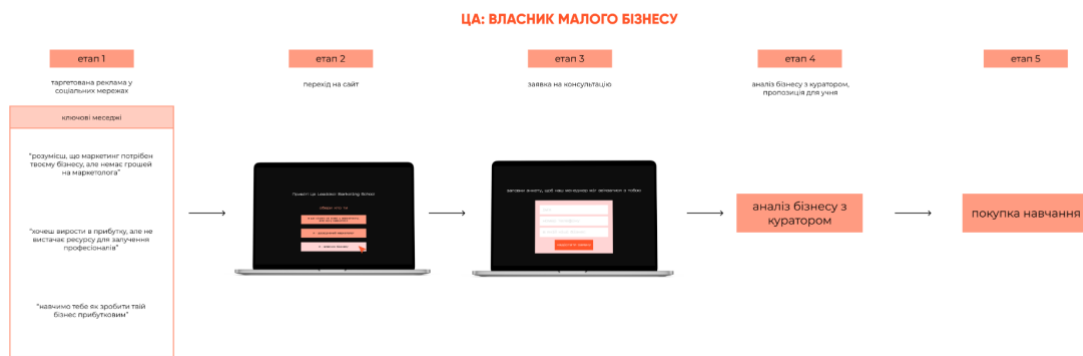 ЦА: ВЛАСНИК МАЛОГО БІЗНЕСУ
етап 1
таргетована реклама у
соціальних мережах
ключові меседжі
"розумієш, що маркетинг потрібен
твоєму бізнесу, але немає грошей
на маркетолога"
"хочеш вирости в прибутку, але не
вистачає ресурсу для залучення
професіоналів"
"навчимо тебе як зробити твій
бізнес прибутковим"
етап 2
перехід на сайт
Marketing School
етап 3
заявка на консультацію
етап 4
аналіз бізнесу з куратором,
пропозиція для учня
аналіз бізнесу з
куратором
етап 5
покупка навчання